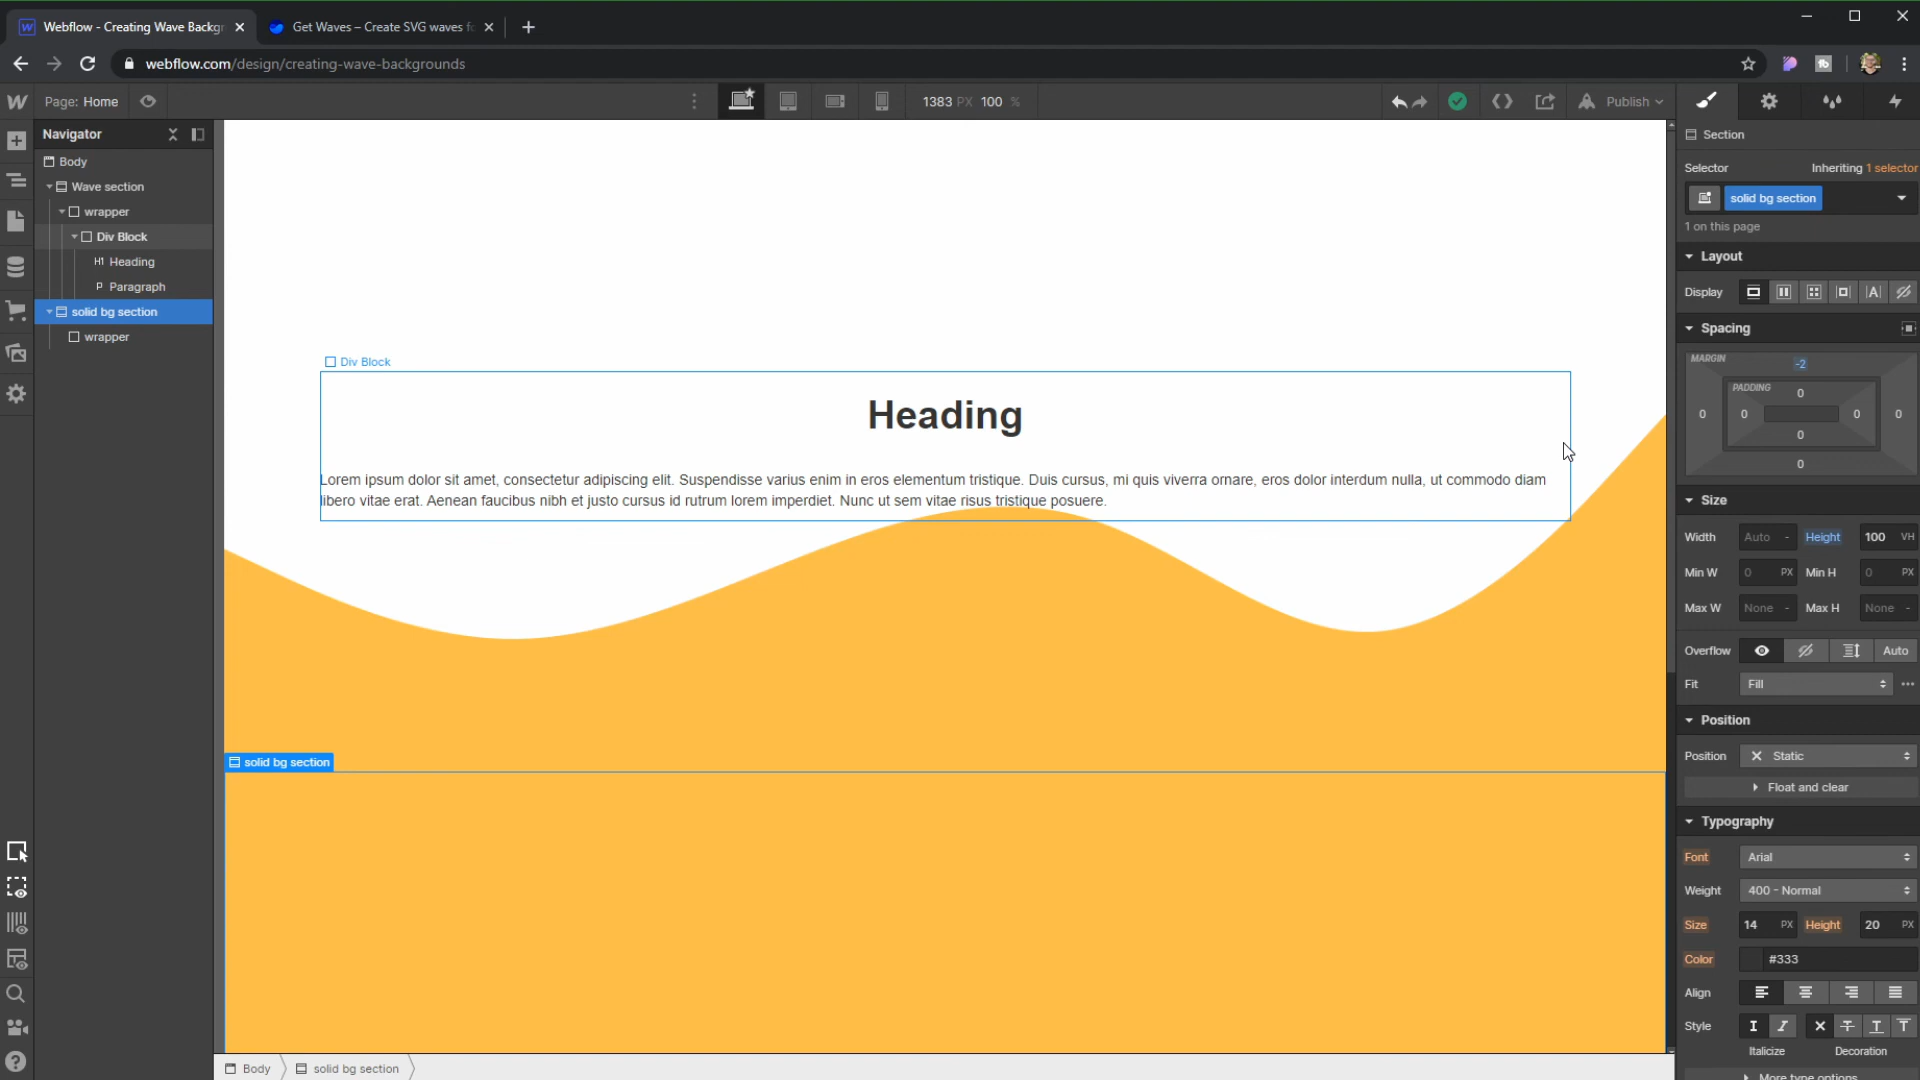 Webflow - Creating Wave Backgr
Get Waves – Create SVG waves fo
webflow.com/design/creating-wave-backgrounds
Page: Home
1383 PX 100 %
Publish
Navigator
Body
Wave section
wrapper
Div Block
H1 Heading
P Paragraph
solid bg section
wrapper
Div Block
Heading
Lorem ipsum dolor sit amet, consectetur adipiscing elit. Suspendisse varius enim in eros elementum tristique. Duis cursus, mi quis viverra ornare, eros dolor interdum nulla, ut commodo diam
libero vitae erat. Aenean faucibus nibh et justo cursus id rutrum lorem imperdiet. Nunc ut sem vitae risus tristique posuere.
solid bg section
Body
solid bg section
Section
Selector
Inheriting 1 selector
solid bg section
1 on this page
Layout
Display
Spacing
MARGIN
-2
PADDING
0
0 0 0 0
0
0
Size
Width Auto - Height 100 VH
Min W 0 PX Min H 0 PX
Max W None - Max H None -
Overflow Auto
Fit Fill
Position
Position Static
Float and clear
Typography
Font Arial
Weight 400 - Normal
Size 14 PX Height 20 PX
Color #333
Align
Style
Italicize Decoration
More type options